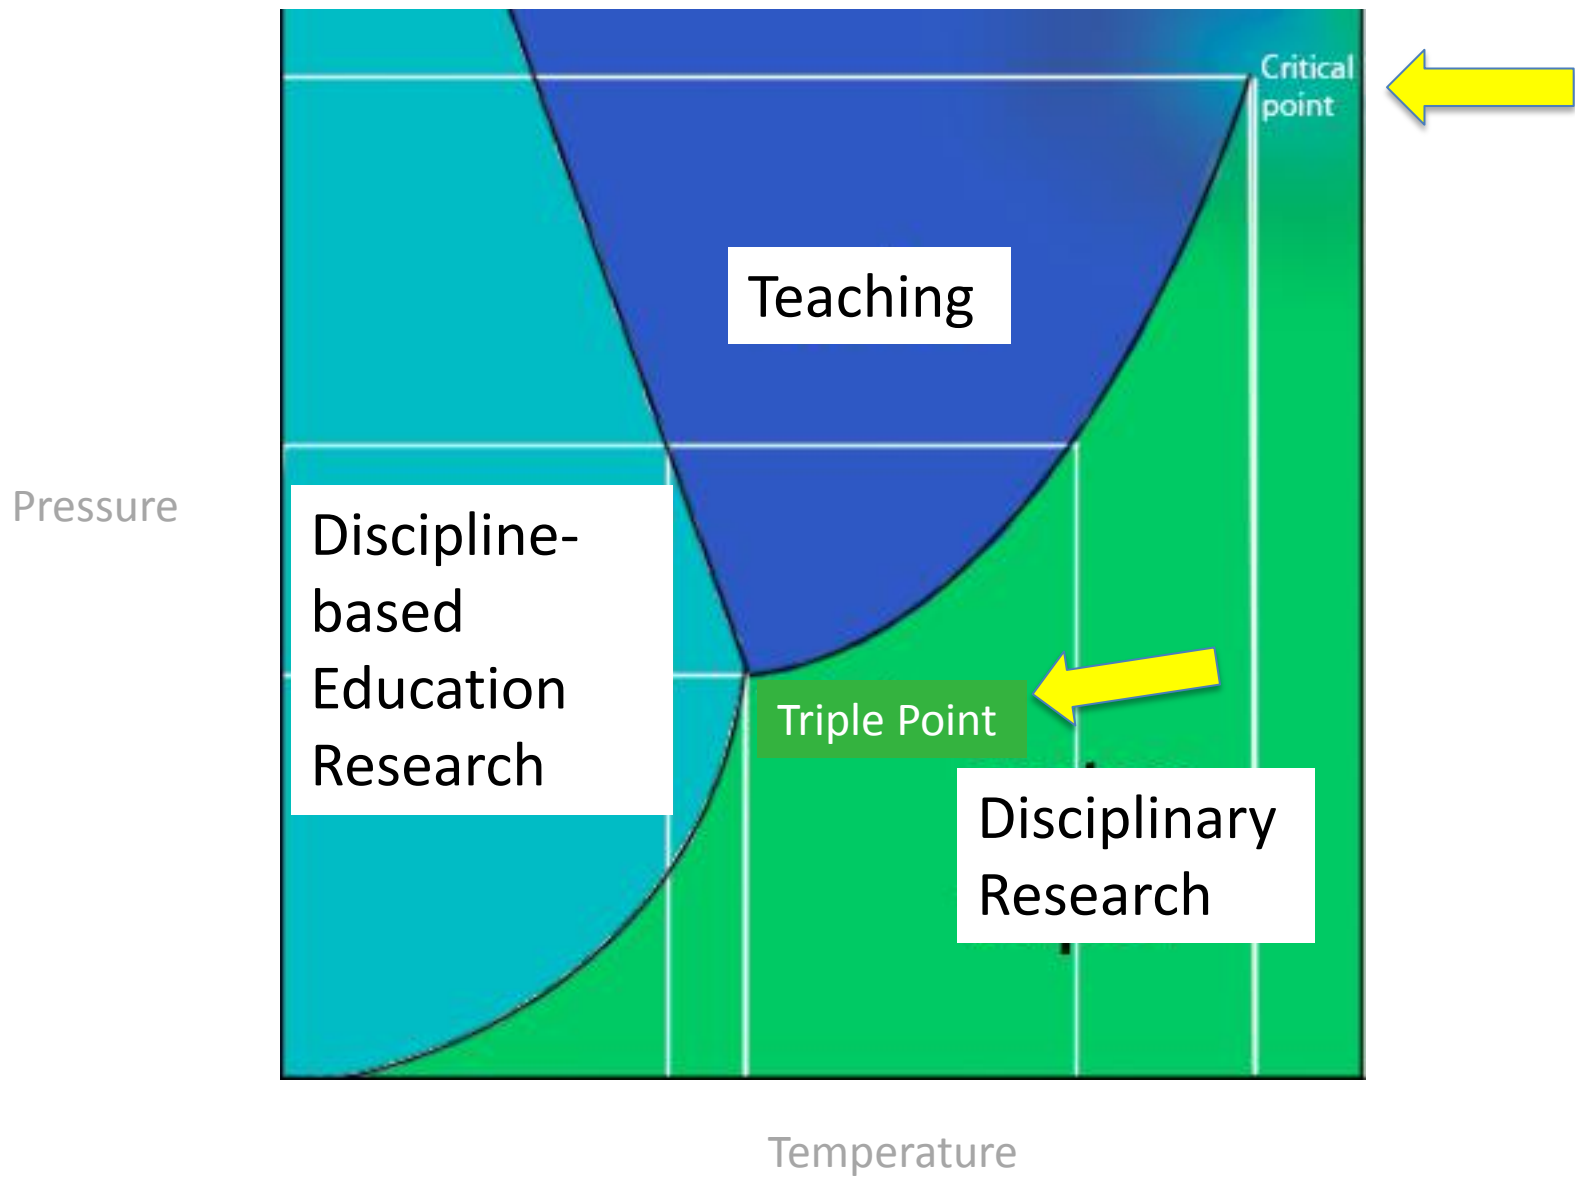 Critical
point
Teaching
Pressure
Discipline-
based
Education
Research
Triple Point
Disciplinary
Research
Temperature